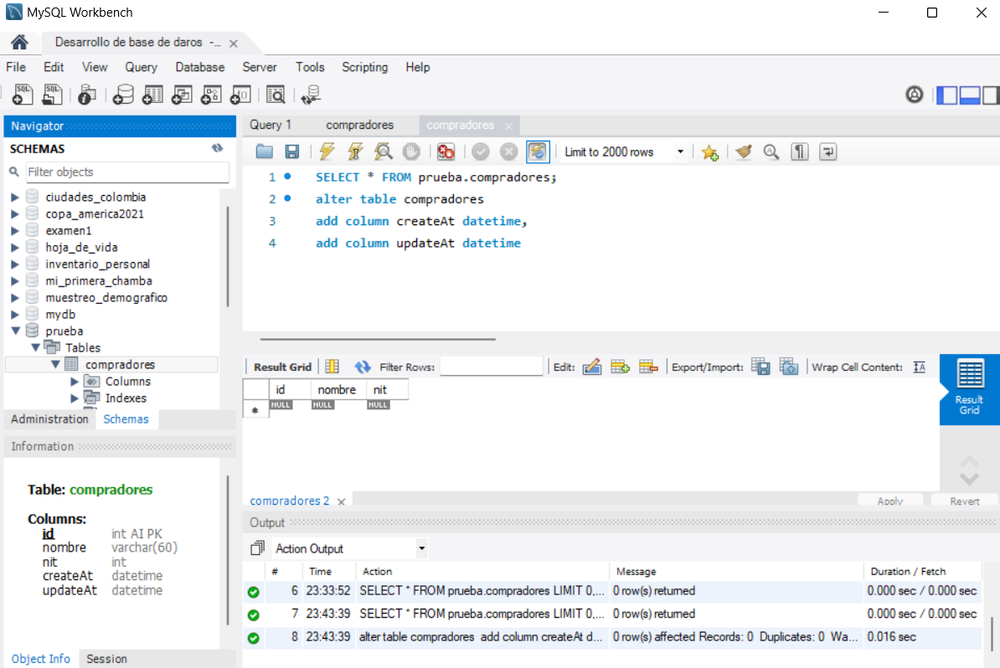 MySQL Workbench
Desarrollo de base de daros -...
File Edit View Query Database Server Tools Scripting Help
SQL SQL
Navigator
SCHEMAS
Filter objects
ciudades_colombia
copa_america2021
examen1
hoja_de_vida
inventario_personal
mi_primera_chamba
muestreo_demografico
mydb
prueba
Tables
compradores
Columns
Indexes
Administration Schemas
Information
Table: compradores
Columns:
id int AI PK
nombre varchar(60)
nit int
createAt datetime
updateAt datetime
Object Info Session
Query 1 compradores compradores
Limit to 2000 rows
1 SELECT * FROM prueba.compradores;
2 alter table compradores
3 add column createAt datetime,
4 add column updateAt datetime
Result Grid Filter Rows: Edit: Export/Import: Wrap Cell Content:
id nombre nit
NULL NULL NULL
Result
Grid
compradores 2 Apply Revert
Output
Action Output
# Time Action Message Duration / Fetch
6 23:33:52 SELECT * FROM prueba.compradores LIMIT 0,... 0 row(s) returned 0.000 sec / 0.000 sec
7 23:43:39 SELECT * FROM prueba.compradores LIMIT 0,... 0 row(s) returned 0.000 sec / 0.000 sec
8 23:43:39 alter table compradores add column createAt d... 0 row(s) affected Records: 0 Duplicates: 0 Wa... 0.016 sec